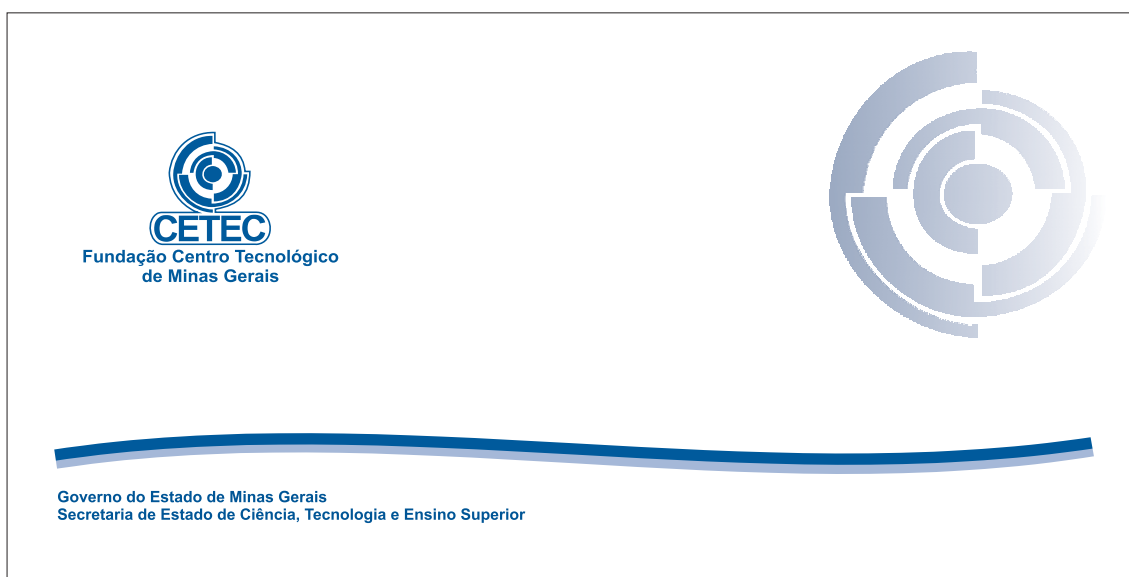 CETEC
Fundação Centro Tecnológico
de Minas Gerais
Governo do Estado de Minas Gerais
Secretaria de Estado de Ciência, Tecnologia e Ensino Superior